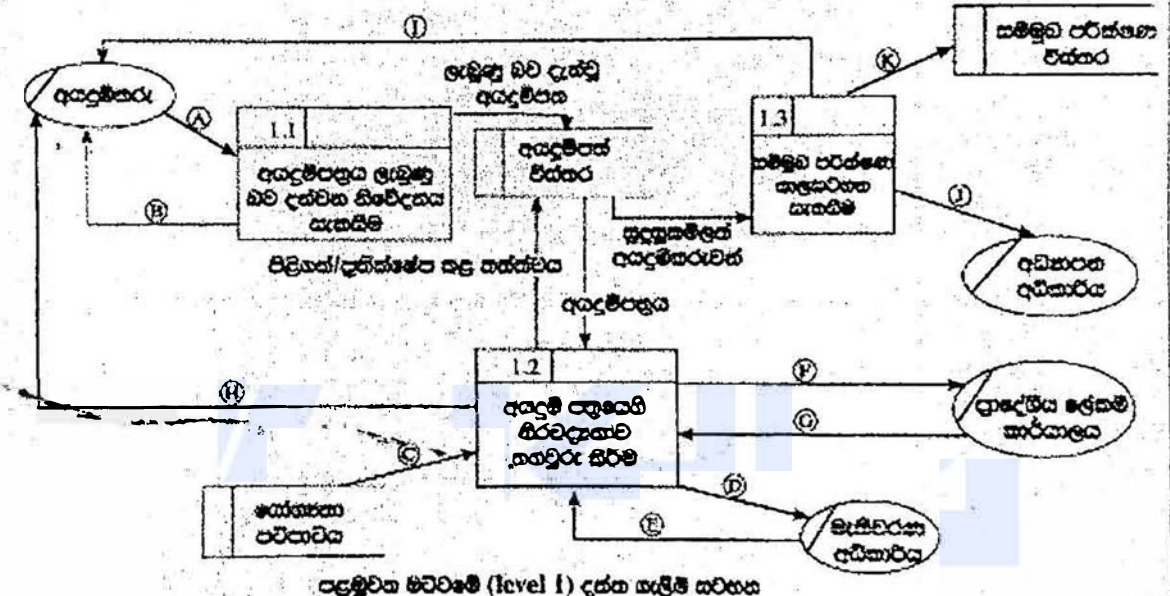 Ⓘ
සම්මුඛ පරීක්ෂණ
විස්තර
Ⓚ
ලැබුණු බව දැන්වූ
අයදුම්පත
අයදුම්කරු
Ⓐ
1.1
අයදුම්පත්‍රය ලැබුණු
බව දන්වන නිවේදනය
සැකසීම
Ⓑ
අයදුම්පත්
විස්තර
1.3
සම්මුඛ පරීක්ෂණ
කාලසටහන
සැකසීම
Ⓙ
සුදුසුකම්ලත්
අයදුම්කරුවන්
අධ්‍යාපන
අධිකාරිය
පිළිගත්/ප්‍රතික්ෂේප කළ තත්ත්වය
අයදුම්පත්‍රය
1.2
අයදුම් පත්‍රයෙහි
නිරවද්‍යතාව
තහවුරු කිරීම
Ⓕ
ප්‍රාදේශීය ලේකම්
කාර්යාලය
Ⓖ
Ⓗ
Ⓒ
යෝග්‍යතා
පටිපාටිය
Ⓓ
Ⓔ
මැතිවරණ
අධිකාරිය
පළමුවන මට්ටමේ (level 1) දත්ත ගැලීම් සටහන